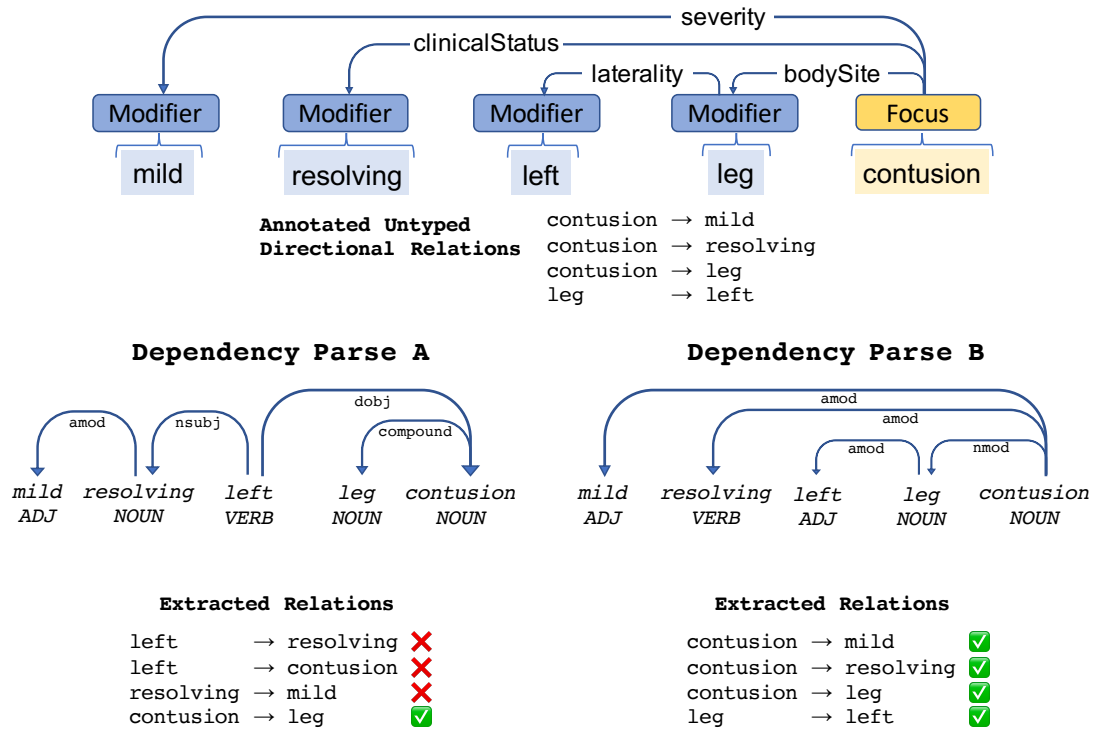 severity
clinicalStatus
laterality
bodySite
Modifier Modifier Modifier Modifier Focus
mild resolving left leg contusion
Annotated Untyped
Directional Relations
contusion → mild
contusion → resolving
contusion → leg
leg → left
Dependency Parse A
dobj
amod nsubj
compound
mild resolving left leg contusion
ADJ NOUN VERB NOUN NOUN
Extracted Relations
left → resolving ❌
left → contusion ❌
resolving → mild ❌
contusion → leg ✅
Dependency Parse B
amod
amod
amod nmod
mild resolving left leg contusion
ADJ VERB ADJ NOUN NOUN
Extracted Relations
contusion → mild ✅
contusion → resolving ✅
contusion → leg ✅
leg → left ✅